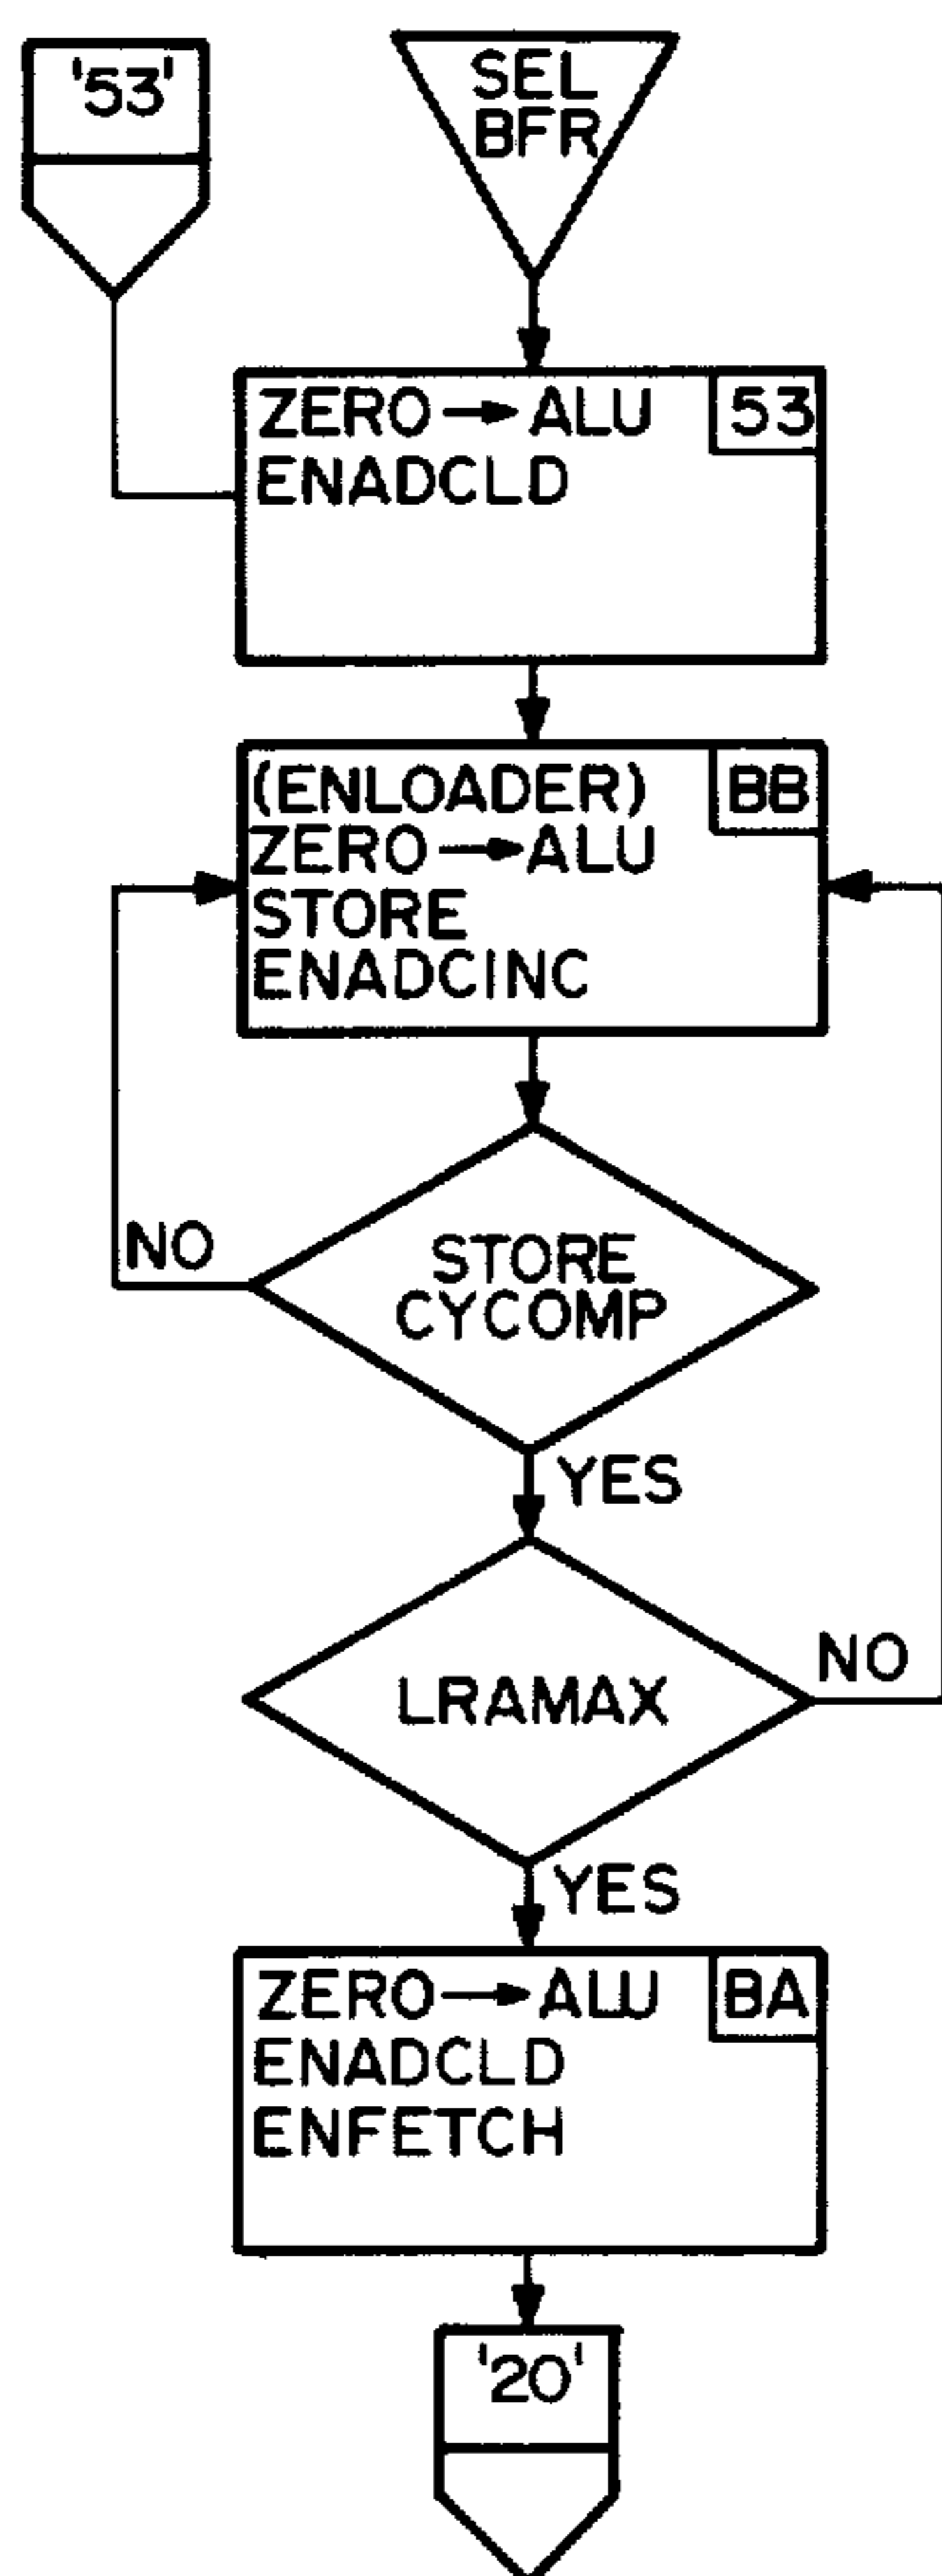 '53'
SEL
BFR
ZERO→ALU 53
ENADCLD
(ENLOADER) BB
ZERO→ALU
STORE
ENADCINC
NO
STORE
CYCOMP
YES
LRAMAX
NO
YES
ZERO→ALU BA
ENADCLD
ENFETCH
'20'